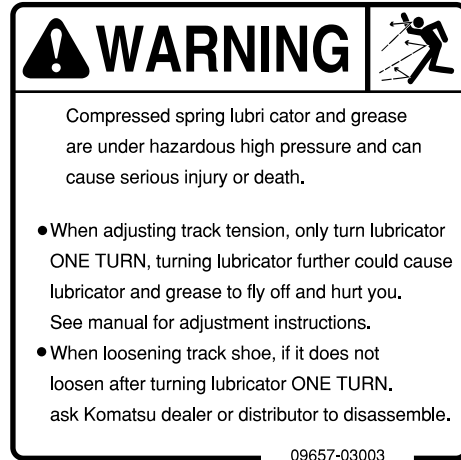 WARNING
Compressed spring lubri cator and grease
are under hazardous high pressure and can
cause serious injury or death.
●When adjusting track tension, only turn lubricator
ONE TURN, turning lubricator further could cause
lubricator and grease to fly off and hurt you.
See manual for adjustment instructions.
●When loosening track shoe, if it does not
loosen after turning lubricator ONE TURN.
ask Komatsu dealer or distributor to disassemble.
09657-03003